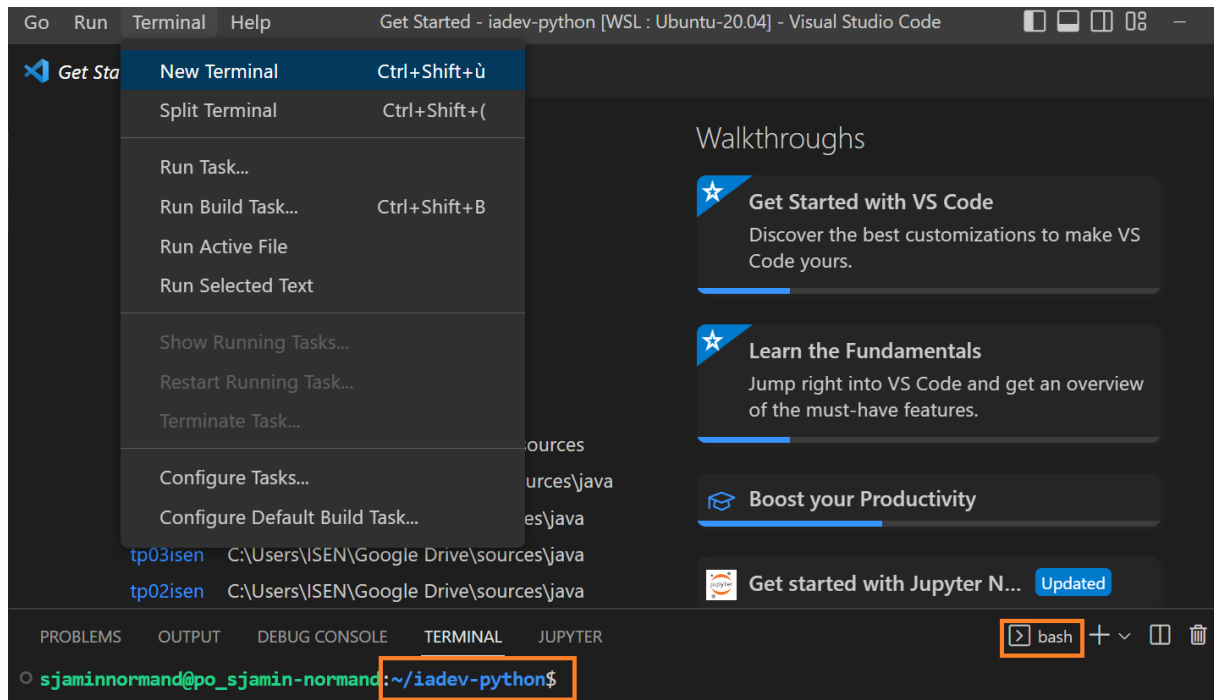 Go Run Terminal Help Get Started - iadev-python [WSL : Ubuntu-20.04] - Visual Studio Code
Get Sta
New Terminal Ctrl+Shift+ù
Split Terminal Ctrl+Shift+(
Run Task...
Run Build Task... Ctrl+Shift+B
Run Active File
Run Selected Text
Show Running Tasks...
Restart Running Task...
Terminate Task...
Configure Tasks...
Configure Default Build Task...
ources
urces\java
es\java
tp03isen C:\Users\ISEN\Google Drive\sources\java
tp02isen C:\Users\ISEN\Google Drive\sources\java
Walkthroughs
Get Started with VS Code
Discover the best customizations to make VS
Code yours.
Learn the Fundamentals
Jump right into VS Code and get an overview
of the must-have features.
Boost your Productivity
jupyter
Get started with Jupyter N... Updated
PROBLEMS OUTPUT DEBUG CONSOLE TERMINAL JUPYTER bash
sjaminnormand@po_sjamin-normand:~/iadev-python$